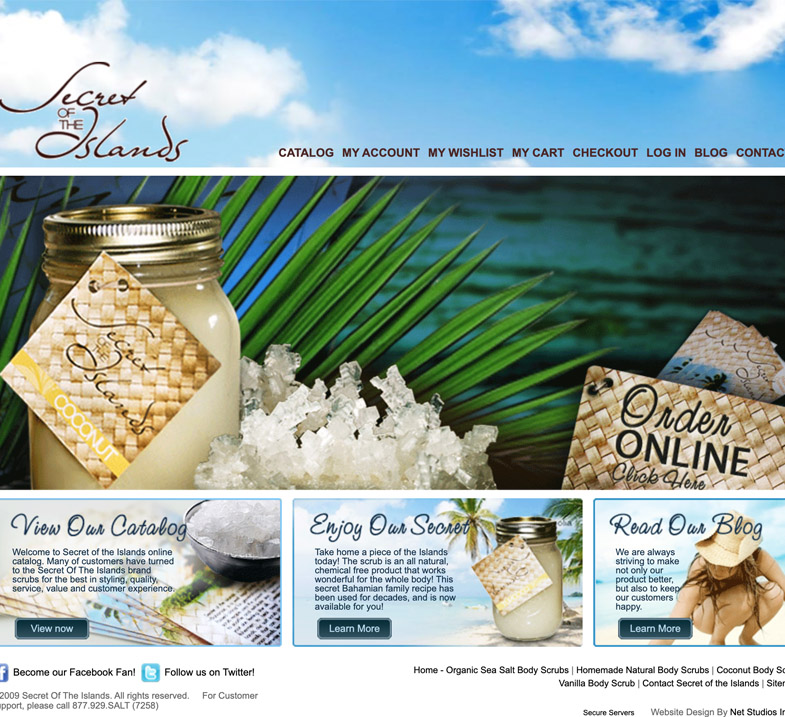 Secret
OF
THE
Islands
CATALOG MY ACCOUNT MY WISHLIST MY CART CHECKOUT LOG IN BLOG CONTAC
Secret
OF THE
Islands
COCONUT
Order
ONLINE
Click Here
View Our Catalog
Welcome to Secret of the Islands online
catalog. Many of customers have turned
to the Secret Of The Islands brand
scrubs for the best in styling, quality,
service, value and customer experience.
View now
Enjoy Our Secret
Take home a piece of the Islands
today! The scrub is an all natural,
chemical free product that works
wonderful for the whole body! This
secret Bahamian family recipe has
been used for decades, and is now
available for you!
Learn More
Read Our Blog
We are always
striving to make
not only our
product better,
but also to keep
our customers
happy.
Learn More
Become our Facebook Fan! Follow us on Twitter!
2009 Secret Of The Islands. All rights reserved. For Customer
upport, please call 877.929.SALT (7258)
Home - Organic Sea Salt Body Scrubs | Homemade Natural Body Scrubs | Coconut Body Sc
Vanilla Body Scrub | Contact Secret of the Islands | Siter
Secure Servers Website Design By Net Studios In